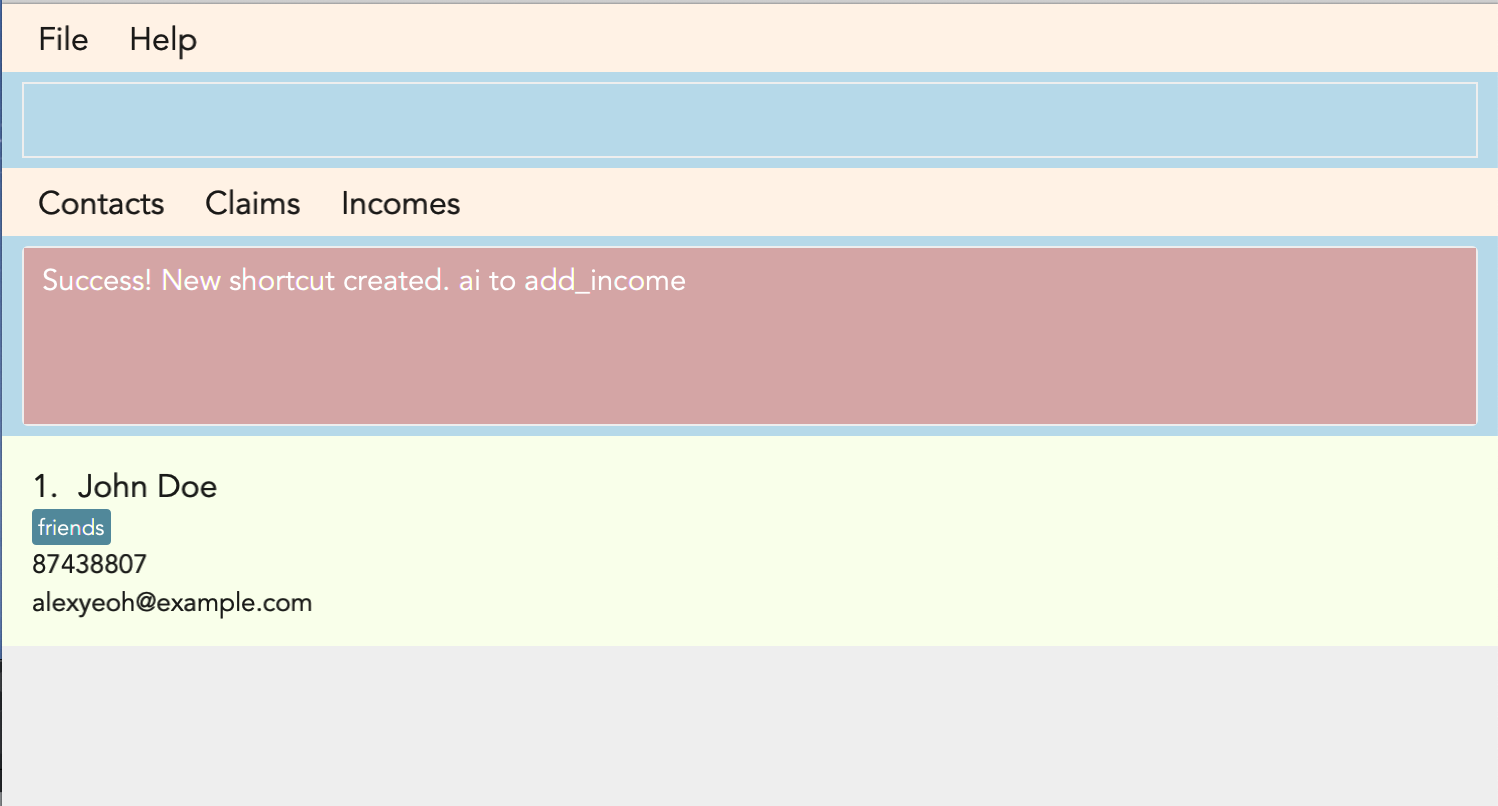 File Help
Contacts Claims Incomes
Success! New shortcut created. ai to add_income
1. John Doe
friends
87438807
alexyeoh@example.com